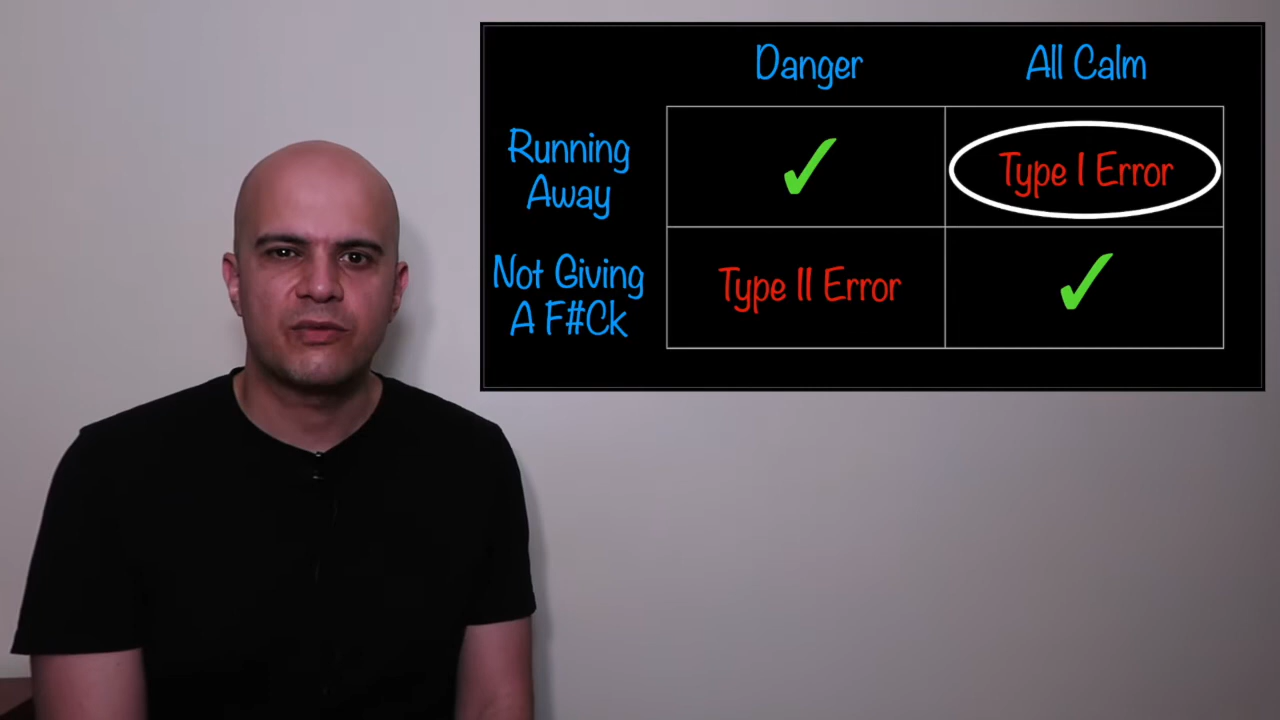 Danger
All Calm
Running
Away
Type I Error
Not Giving
A F#Ck
Type II Error